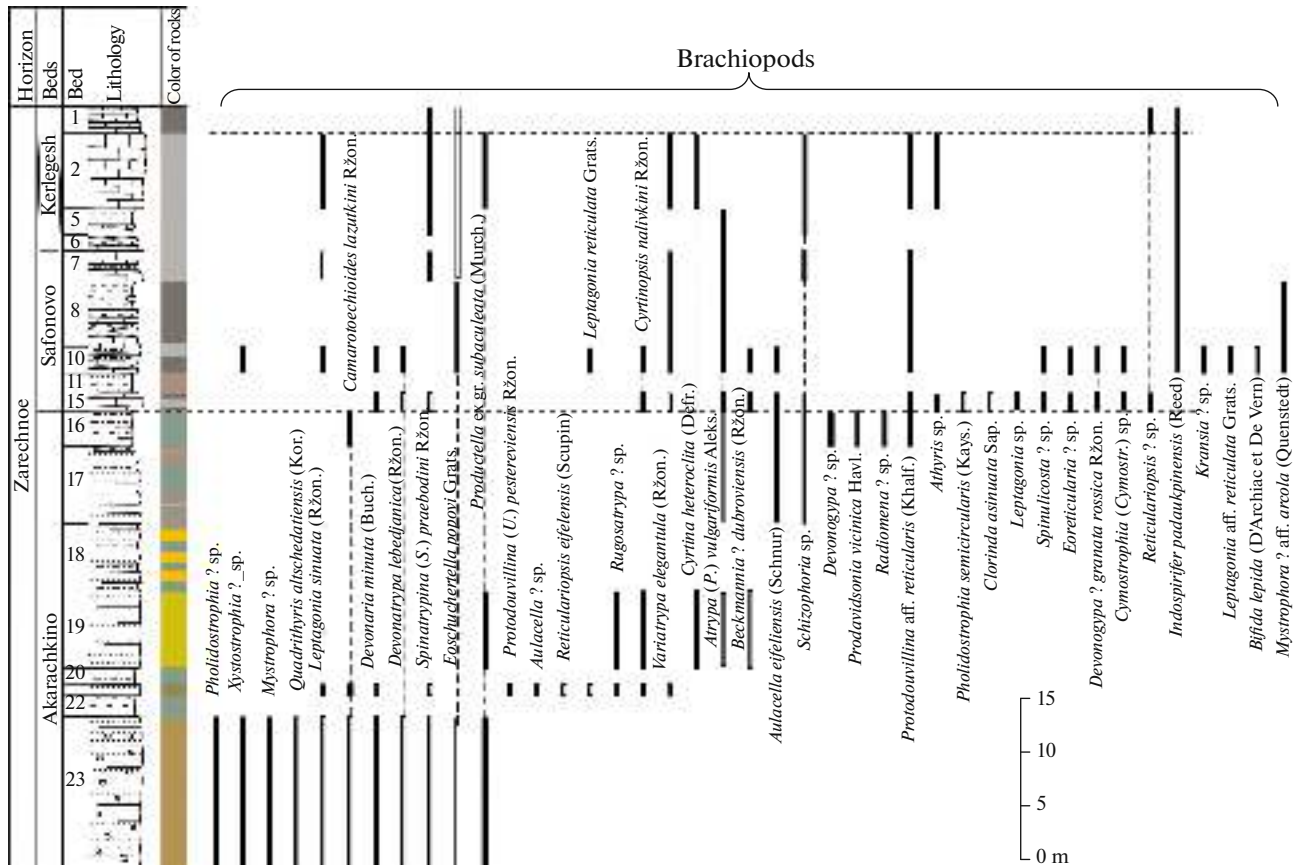 Brachiopods
Horizon
Beds
Bed
Lithology
Color of rocks
Zarechnoe
Kerlegesh
Safonovo
Akarachkino
1
2
5
6
7
8
10
11
15
16
17
18
19
20
22
23
Pholidostrophia ? sp.
Xystostrophia ?_sp.
Mystrophora ? sp.
Quadrithyris altschedatiensis (Kor.)
Leptagonia sinuata (Ržon.)
Camarotoechioides lazutkini Ržon.
Devonaria minuta (Buch.)
Devonatrypa lebedjanica (Ržon.)
Spinatrypina (S.) praebodini Ržon.
Eoschuchertella popovi Grats.
Productella ex gr. subaculeata (Murch.)
Protodouvillina (U.) pestereviensis Ržon.
Aulacella ? sp.
Reticulariopsis eifelensis (Scupin)
Leptagonia reticulata Grats.
Rugosatrypa ? sp.
Cyrtinopsis nalivkini Ržon.
Variatrypa elegantula (Ržon.)
Cyrtina heteroclita (Defr.)
Atrypa (P.) vulgariformis Aleks.
Beckmannia ? dubroviensis (Ržon.)
Aulacella eifeliensis (Schnur)
Schizophoria sp.
Devonogypa ? sp.
Prodavidsonia vicinica Havl.
Radiomena ? sp.
Protodouvillina aff. reticularis (Khalf.)
Athyris sp.
Pholidostrophia semicircularis (Kays.)
Clorinda asinuata Sap.
Leptagonia sp.
Spinulicosta ? sp.
Eoreticularia ? sp.
Devonogypa ? granata rossica Ržon.
Cymostrophia (Cymostr.) sp.
Reticulariopsis ? sp.
Indospirifer padaukpinensis (Reed)
Kransia ? sp.
Leptagonia aff. reticulata Grats.
Bifida lepida (D'Archiac et De Vern)
Mystrophora ? aff. arcola (Quenstedt)
15
10
5
0 m